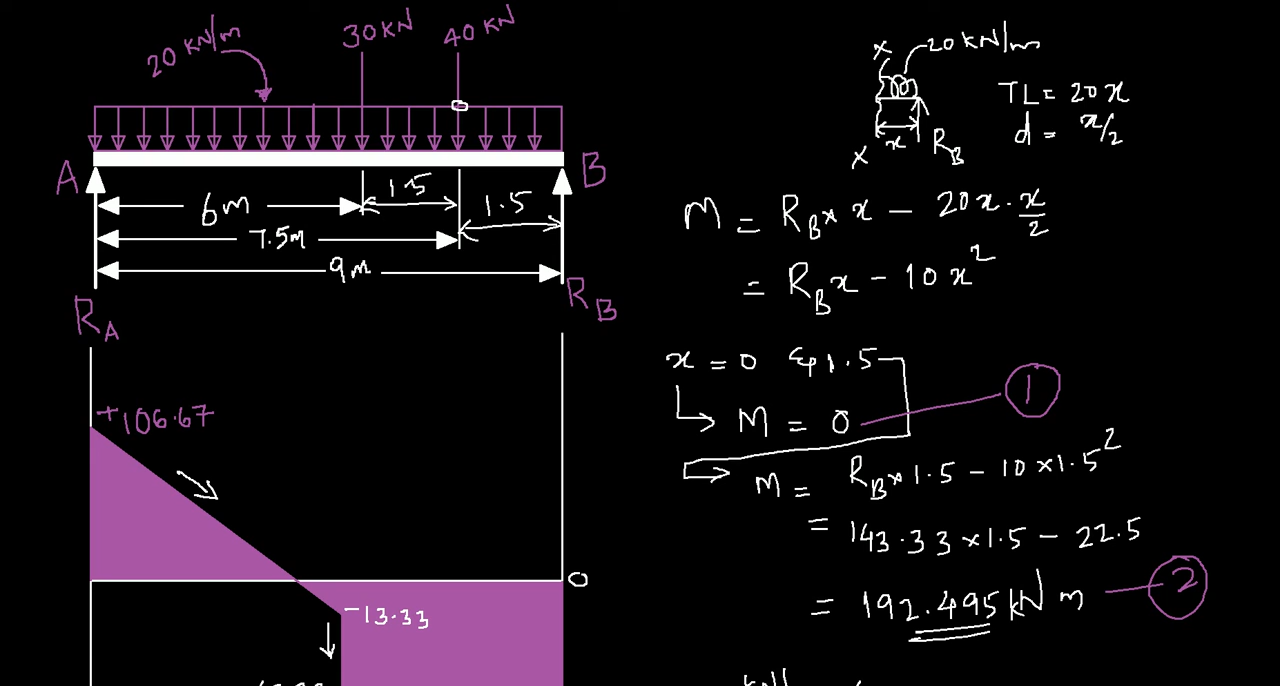 20 kN/m
30 KN
40 KN
A
B
6m
1.5
1.5
7.5m
9m
R_A
R_B
+106.67
0
-13.33
x
20 kN/m
x
x
R_B
TL = 20x
d = x/2
M = R_B × x - 20x · x/2
= R_B x - 10x²
x = 0 & 1.5
M = 0
1
M = R_B × 1.5 - 10 × 1.5²
= 143.33 × 1.5 - 22.5
= 192.495 kN m
2